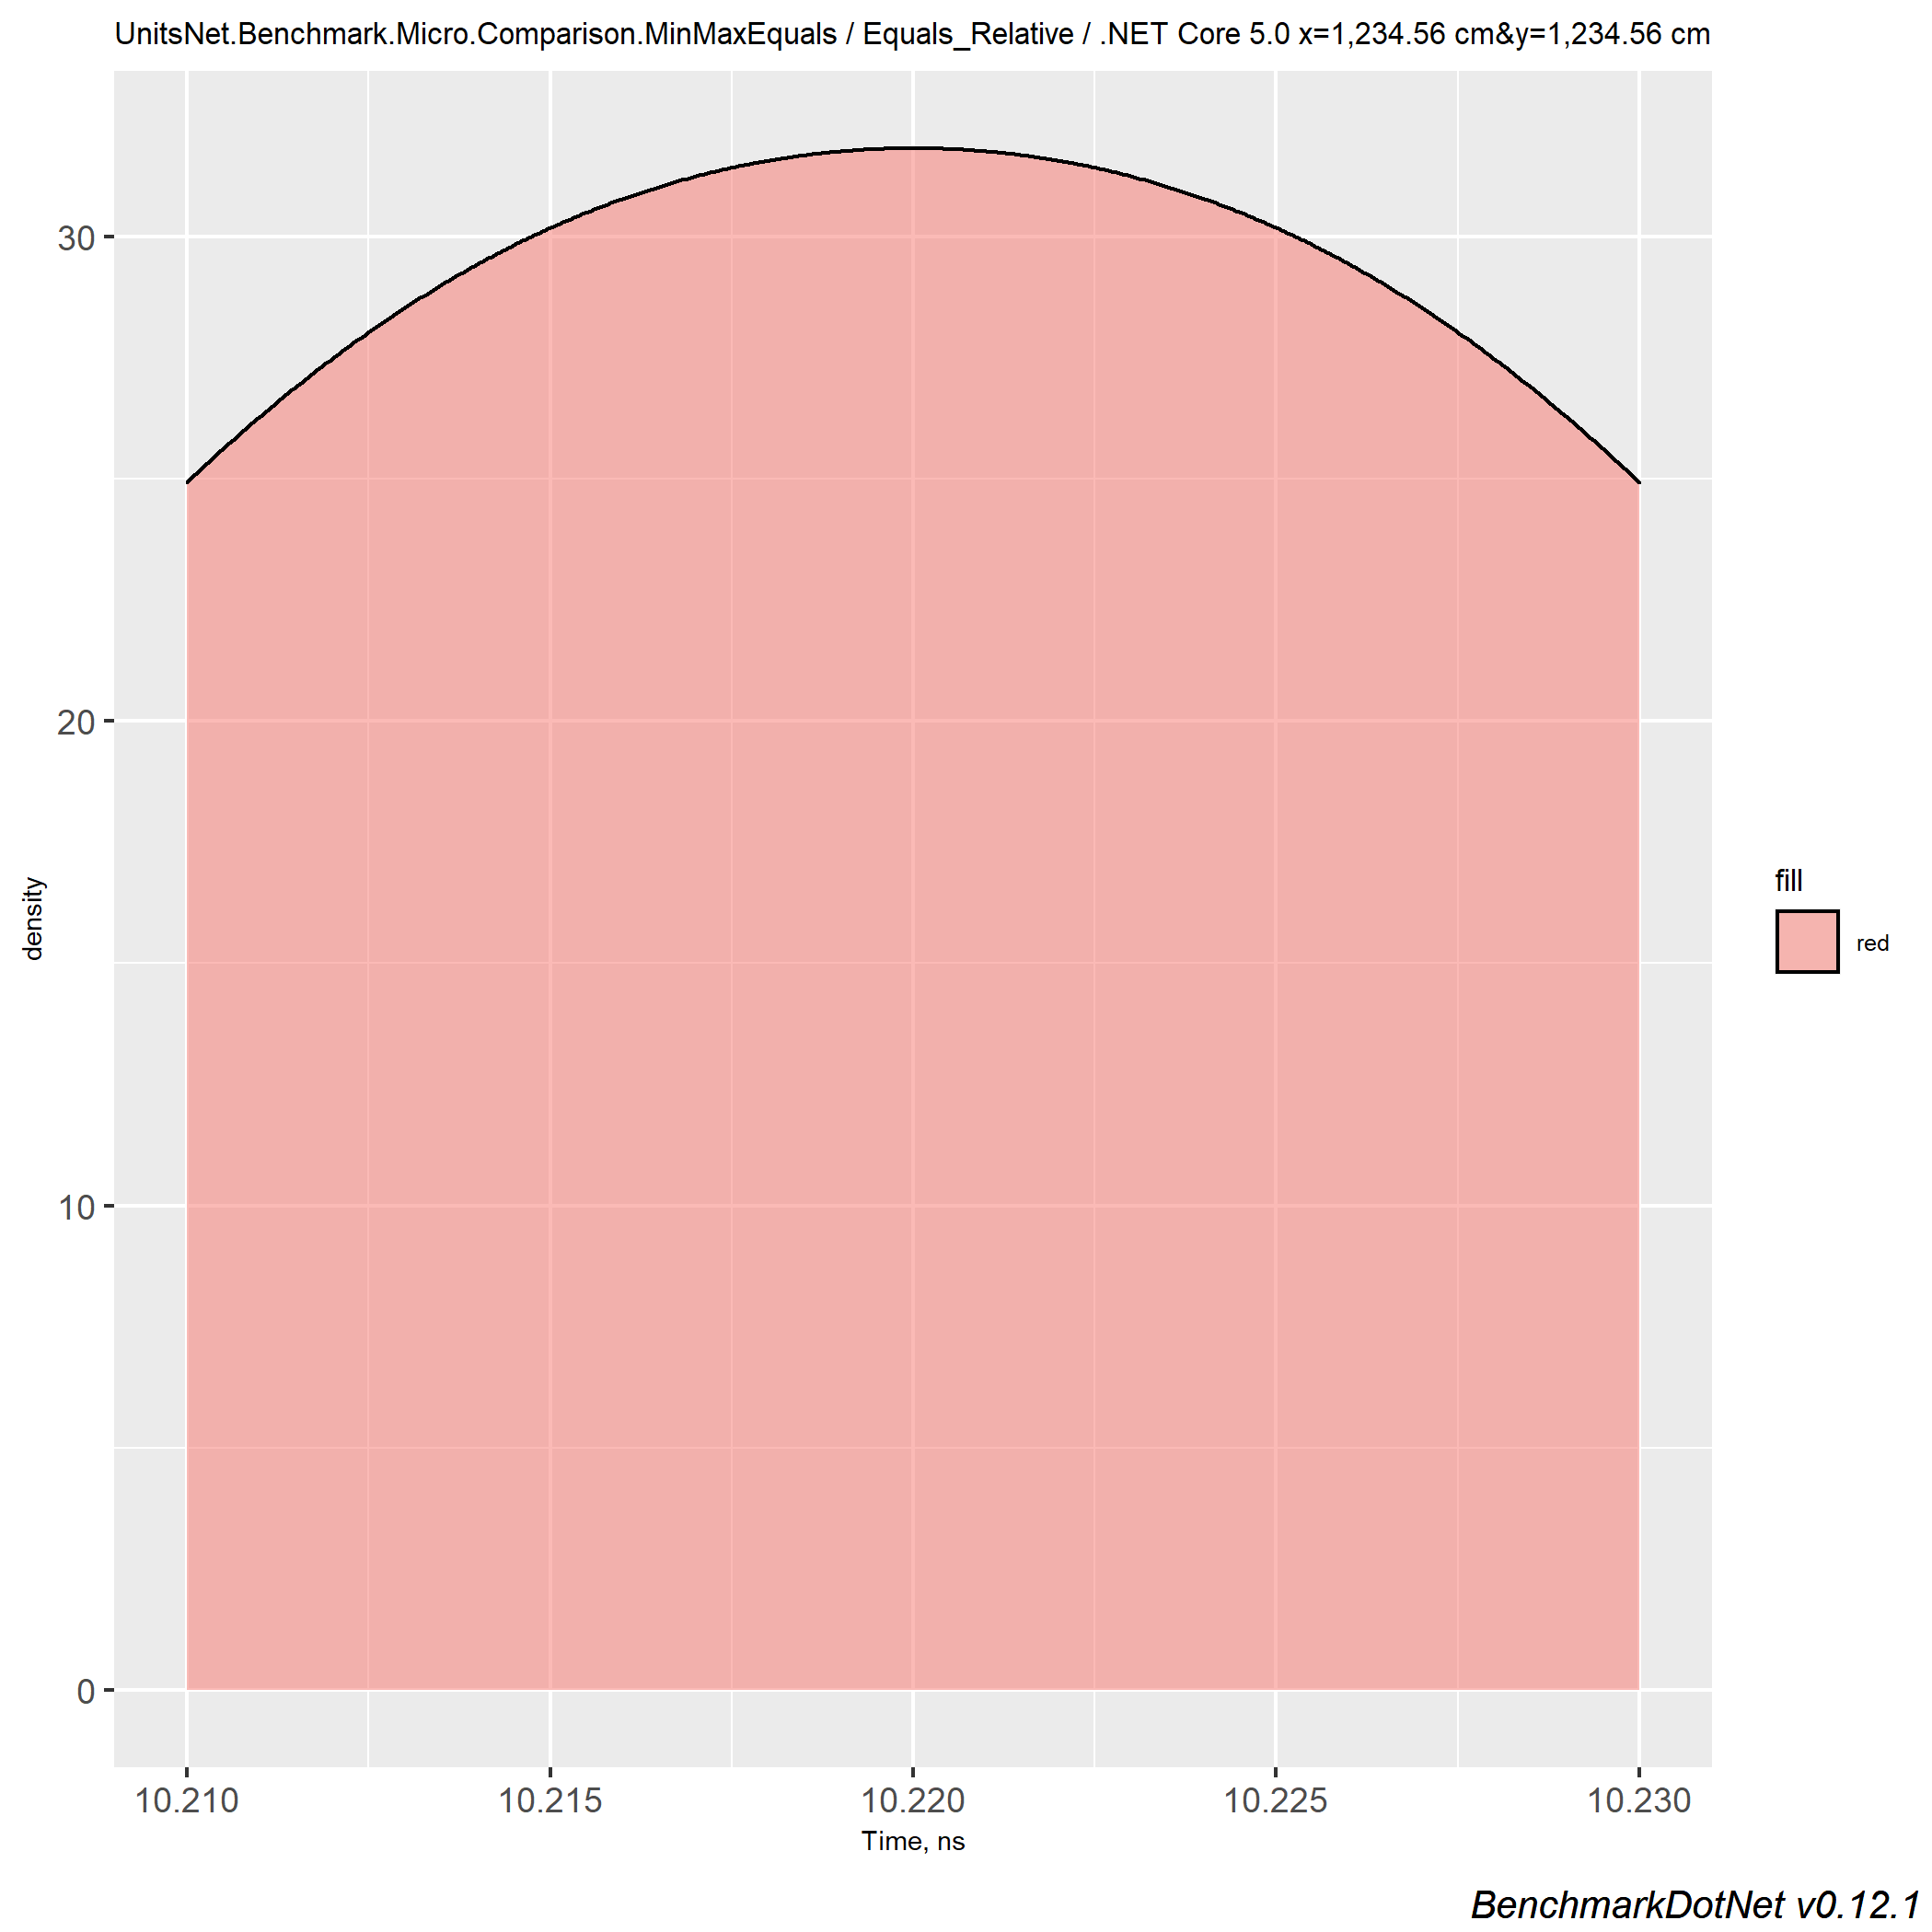 UnitsNet.Benchmark.Micro.Comparison.MinMaxEquals / Equals_Relative / .NET Core 5.0 x=1,234.56 cm&y=1,234.56 cm
30
20
10
0
density
10.210 10.215 10.220 10.225 10.230
Time, ns
fill
red
BenchmarkDotNet v0.12.1